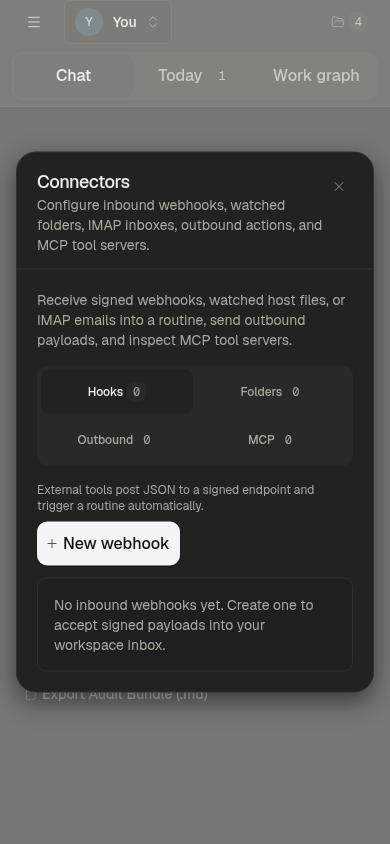 Y You 4
Chat Today 1 Work graph
Connectors
Configure inbound webhooks, watched
folders, IMAP inboxes, outbound actions, and
MCP tool servers.
Receive signed webhooks, watched host files, or
IMAP emails into a routine, send outbound
payloads, and inspect MCP tool servers.
Hooks 0 Folders 0
Outbound 0 MCP 0
External tools post JSON to a signed endpoint and
trigger a routine automatically.
+ New webhook
No inbound webhooks yet. Create one to
accept signed payloads into your
workspace inbox.
Export Audit Bundle (.md)